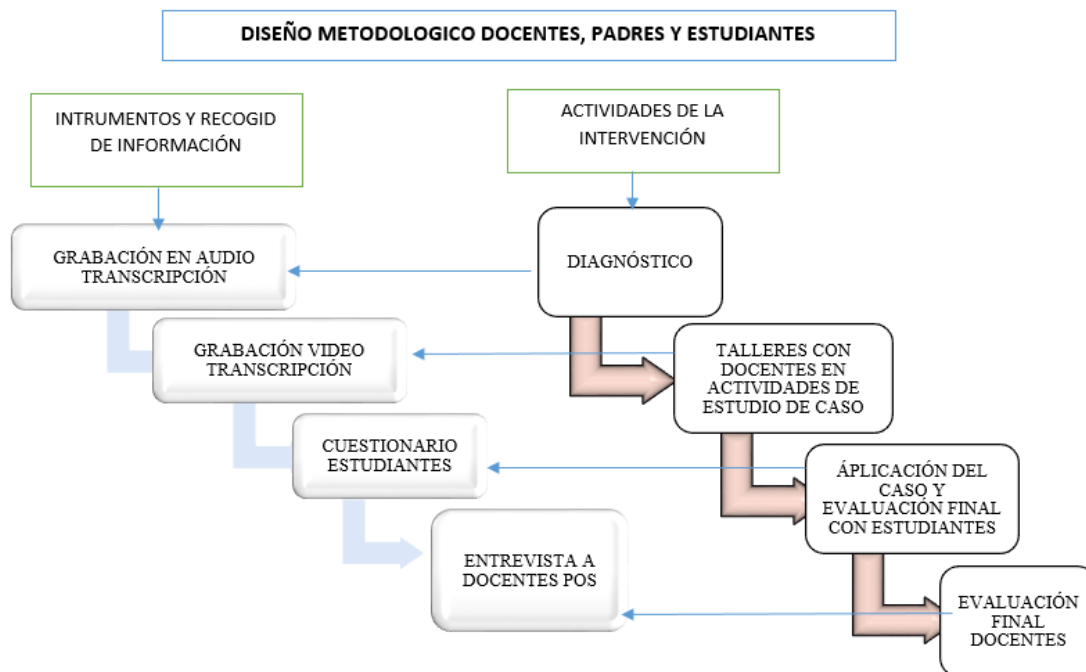 DISEÑO METODOLOGICO DOCENTES, PADRES Y ESTUDIANTES
INTRUMENTOS Y RECOGID
DE INFORMACIÓN
ACTIVIDADES DE LA
INTERVENCIÓN
GRABACIÓN EN AUDIO
TRANSCRIPCIÓN
DIAGNÓSTICO
GRABACIÓN VIDEO
TRANSCRIPCIÓN
TALLERES CON
DOCENTES EN
ACTIVIDADES DE
ESTUDIO DE CASO
CUESTIONARIO
ESTUDIANTES
ÁPLICACIÓN DEL
CASO Y
EVALUACIÓN FINAL
CON ESTUDIANTES
ENTREVISTA A
DOCENTES POS
EVALUACIÓN
FINAL
DOCENTES